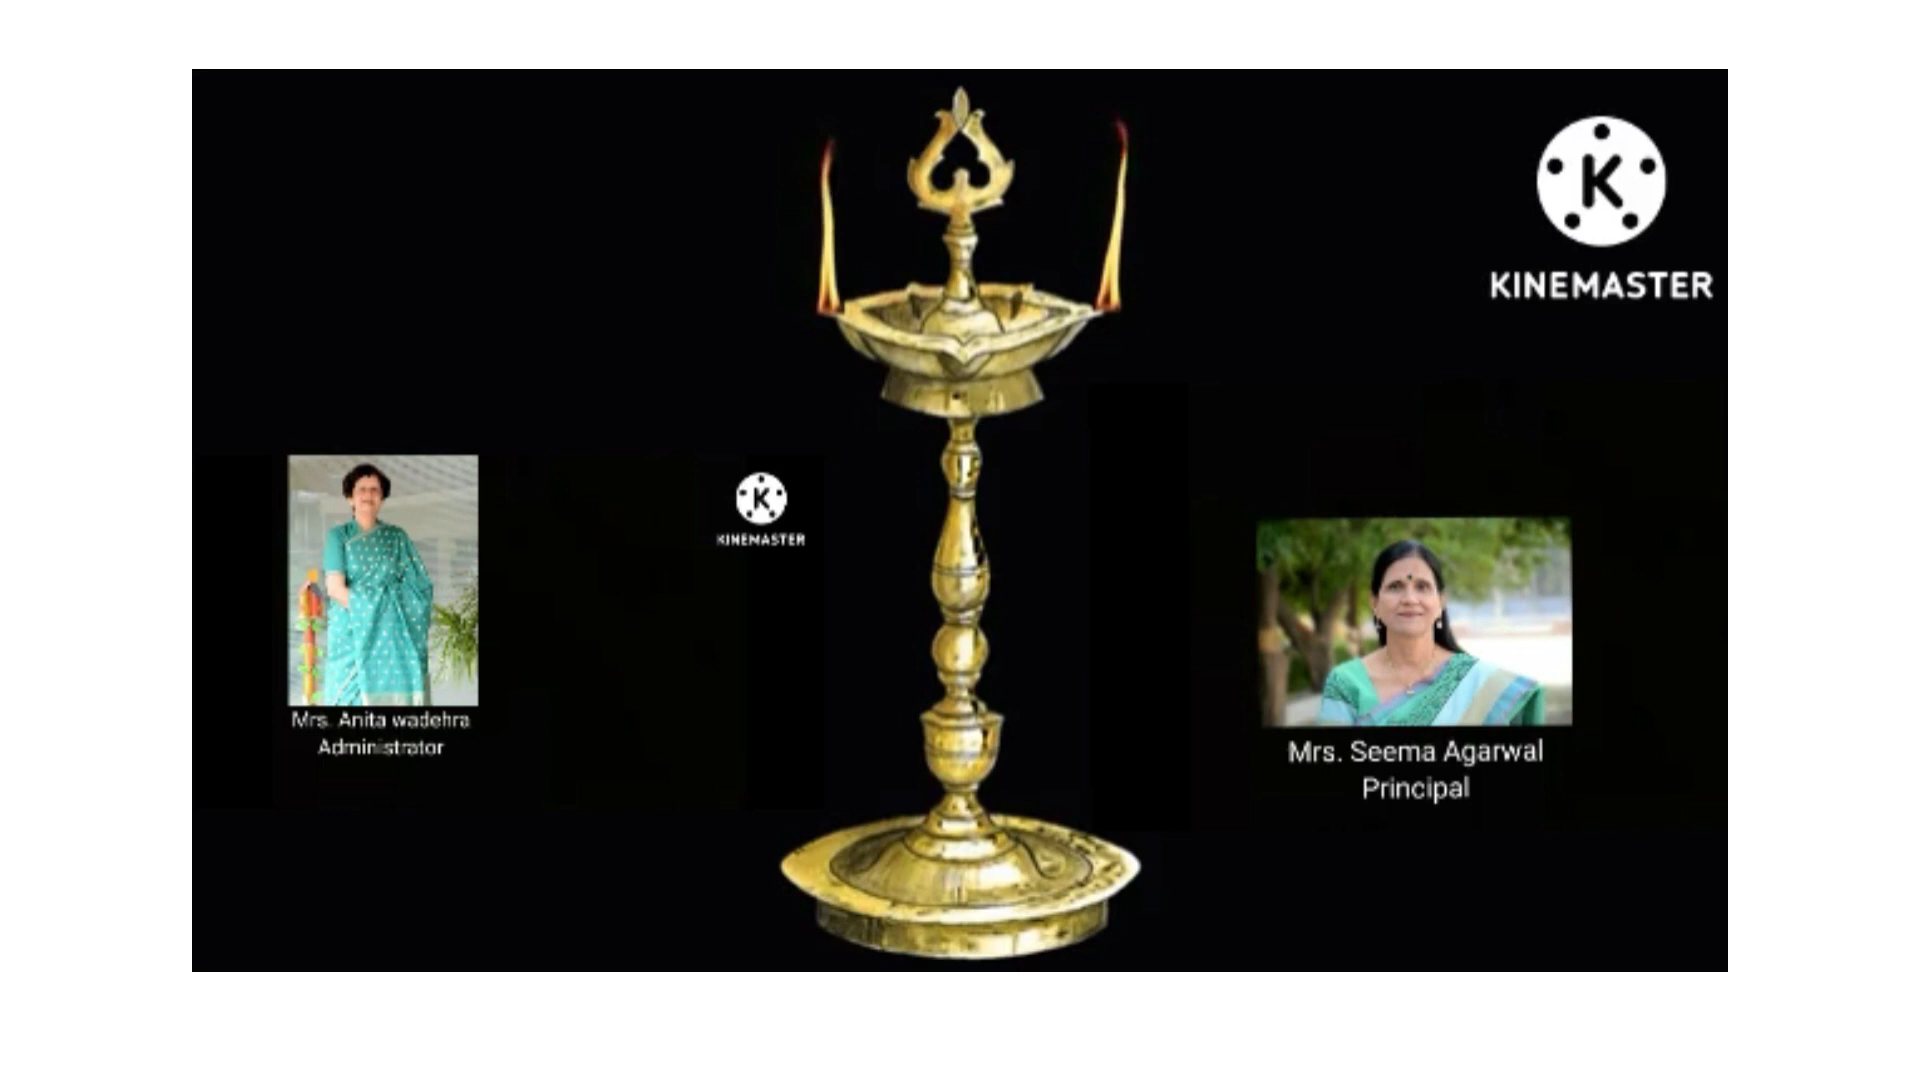 K
KINEMASTER
K
KINEMASTER
Mrs. Anita wadehra
Administrator
Mrs. Seema Agarwal
Principal